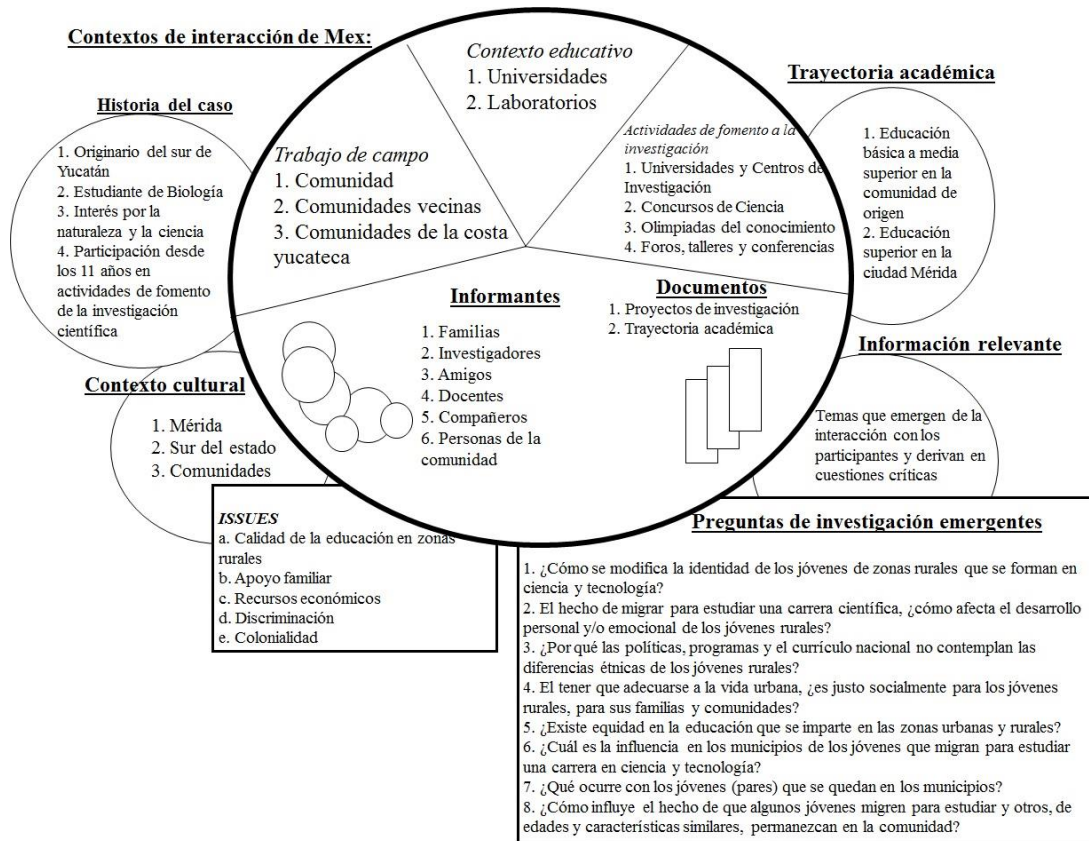 Contextos de interacción de Mex:
Contexto educativo
1. Universidades
2. Laboratorios
Trayectoria académica
1. Educación
básica a media
superior en la
comunidad de
origen
2. Educación
superior en la
ciudad Mérida
Historia del caso
1. Originario del sur de
Yucatán
2. Estudiante de Biología
3. Interés por la
naturaleza y la ciencia
4. Participación desde
los 11 años en
actividades de fomento
de la investigación
científica
Trabajo de campo
1. Comunidad
2. Comunidades vecinas
3. Comunidades de la costa
yucateca
Actividades de fomento a la
investigación
1. Universidades y Centros de
Investigación
2. Concursos de Ciencia
3. Olimpiadas del conocimiento
4. Foros, talleres y conferencias
Informantes
1. Familias
2. Investigadores
3. Amigos
4. Docentes
5. Compañeros
6. Personas de la
comunidad
Documentos
1. Proyectos de investigación
2. Trayectoria académica
Información relevante
Temas que emergen de la
interacción con los
participantes y derivan en
cuestiones críticas
Contexto cultural
1. Mérida
2. Sur del estado
3. Comunidades
ISSUES
a. Calidad de la educación en zonas
rurales
b. Apoyo familiar
c. Recursos económicos
d. Discriminación
e. Colonialidad
Preguntas de investigación emergentes
1. ¿Cómo se modifica la identidad de los jóvenes de zonas rurales que se forman en
ciencia y tecnología?
2. El hecho de migrar para estudiar una carrera científica, ¿cómo afecta el desarrollo
personal y/o emocional de los jóvenes rurales?
3. ¿Por qué las políticas, programas y el currículo nacional no contemplan las
diferencias étnicas de los jóvenes rurales?
4. El tener que adecuarse a la vida urbana, ¿es justo socialmente para los jóvenes
rurales, para sus familias y comunidades?
5. ¿Existe equidad en la educación que se imparte en las zonas urbanas y rurales?
6. ¿Cuál es la influencia en los municipios de los jóvenes que migran para estudiar
una carrera en ciencia y tecnología?
7. ¿Qué ocurre con los jóvenes (pares) que se quedan en los municipios?
8. ¿Cómo influye el hecho de que algunos jóvenes migren para estudiar y otros, de
edades y características similares, permanezcan en la comunidad?